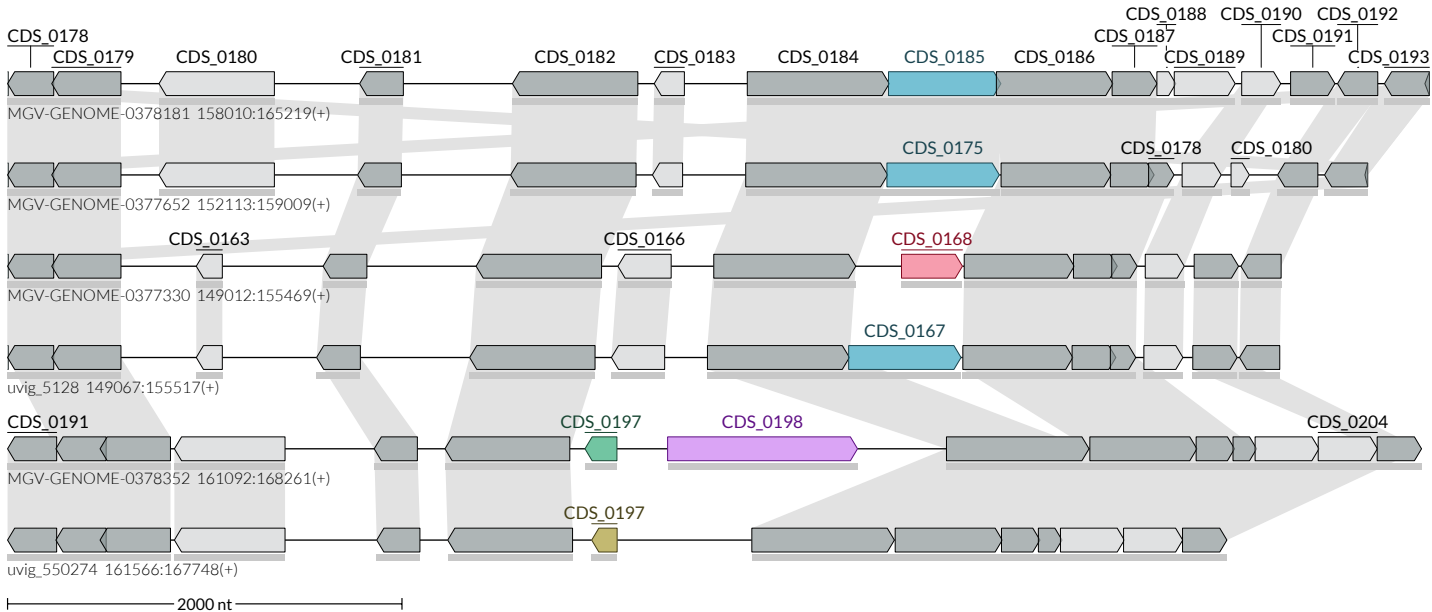 CDS_0188 CDS_0190 CDS_0192
CDS_0178 CDS_0187 CDS_0191
CDS_0179 CDS_0180 CDS_0181 CDS_0182 CDS_0183 CDS_0184 CDS_0185 CDS_0186 CDS_0189 CDS_0193
MGV-GENOME-0378181 158010:165219(+)
CDS_0175 CDS_0178 CDS_0180
MGV-GENOME-0377652 152113:159009(+)
CDS_0163 CDS_0166 CDS_0168
MGV-GENOME-0377330 149012:155469(+)
CDS_0167
uvig_5128 149067:155517(+)
CDS_0191 CDS_0197 CDS_0198 CDS_0204
MGV-GENOME-0378352 161092:168261(+)
CDS_0197
uvig_550274 161566:167748(+)
2000 nt